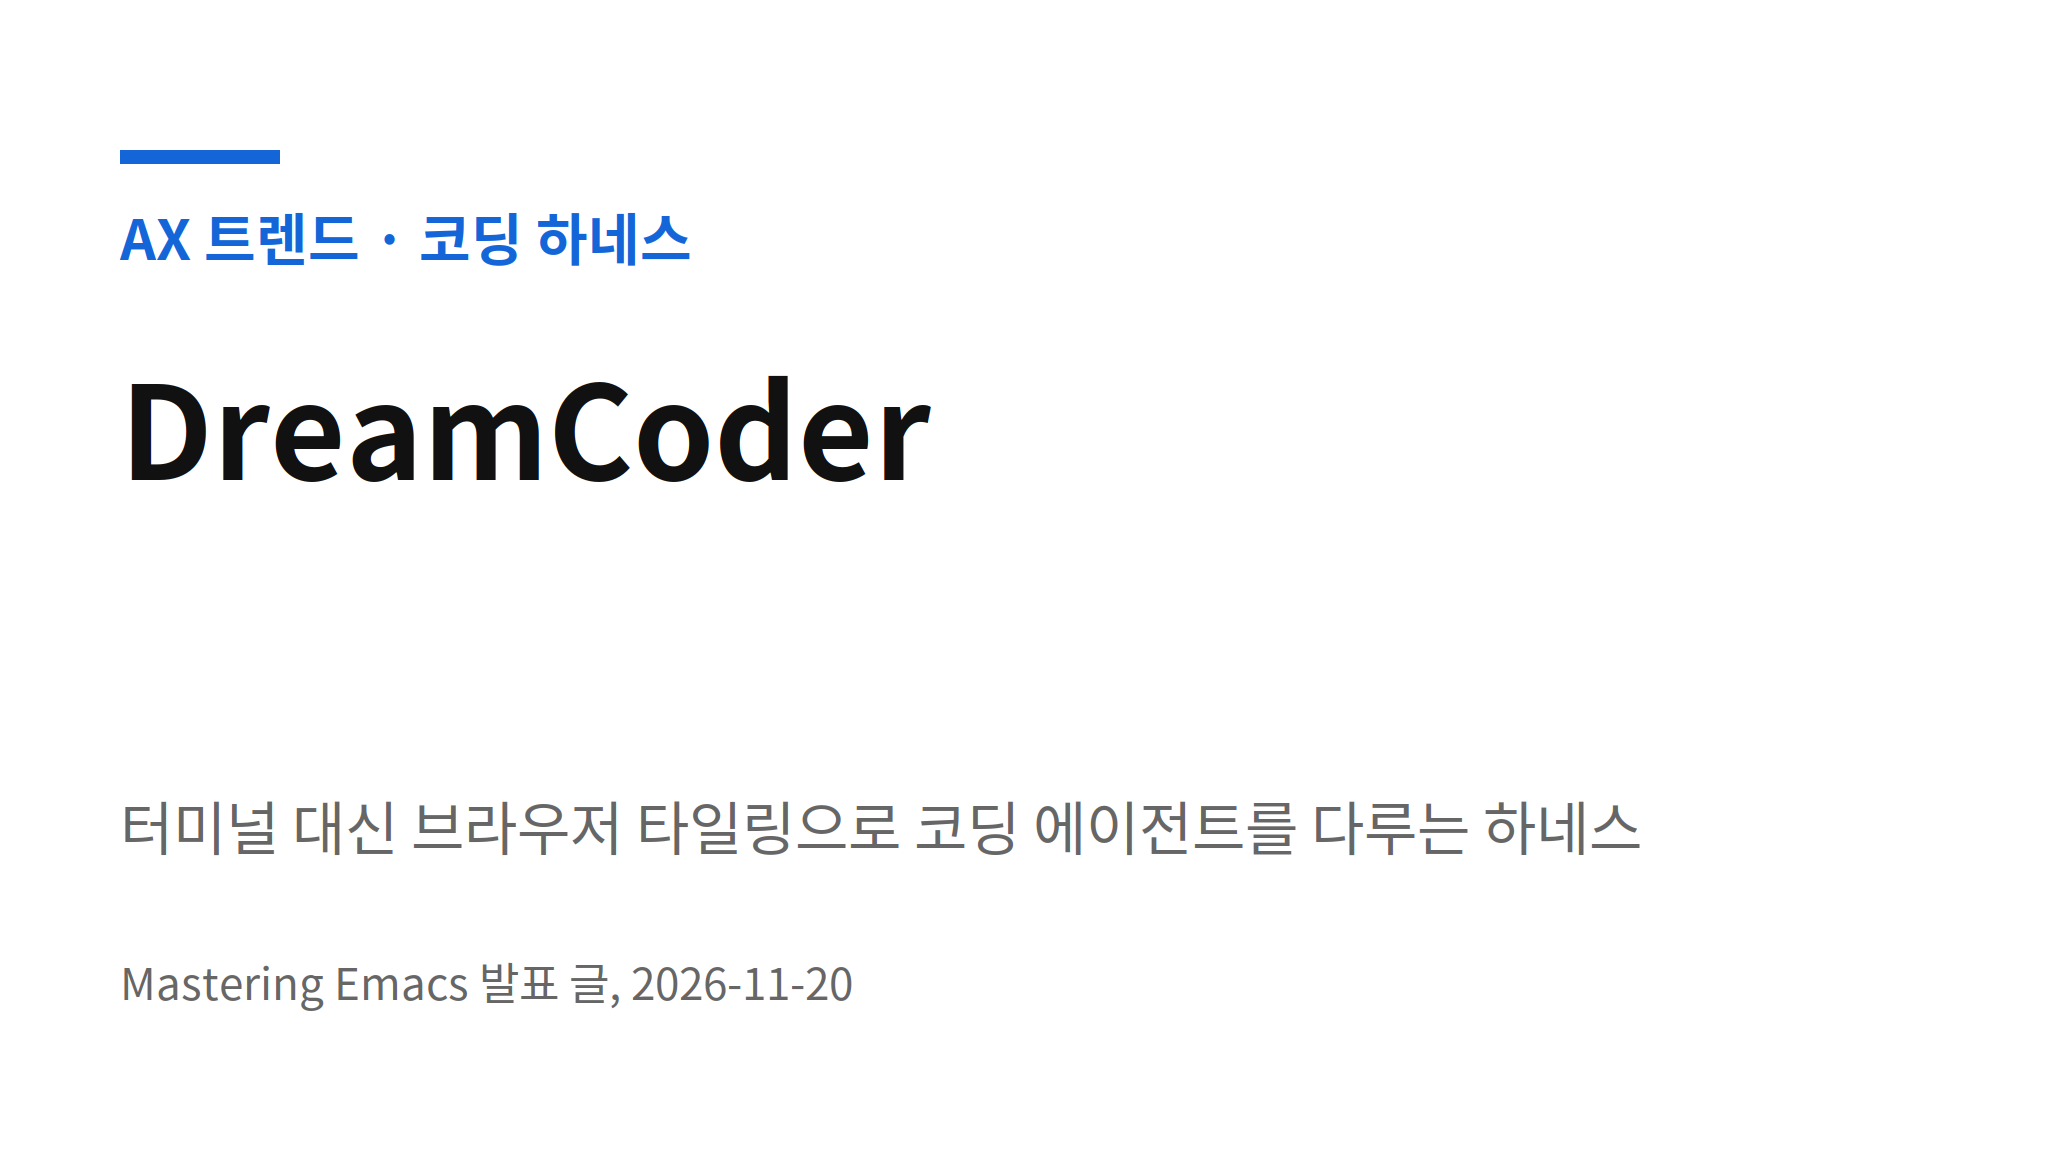 AX 트렌드 · 코딩 하네스
DreamCoder
터미널 대신 브라우저 타일링으로 코딩 에이전트를 다루는 하네스
Mastering Emacs 발표 글, 2026-11-20